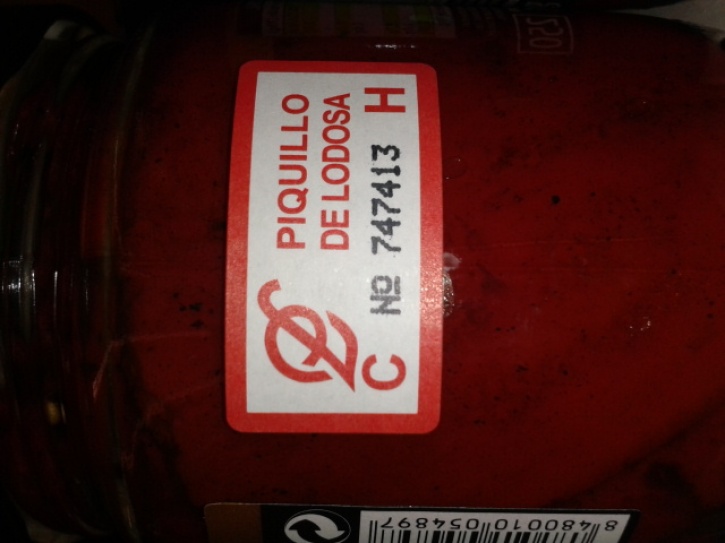 PIQUILLO
DE LODOSA
C Nº 747413 H
8 480010 054897